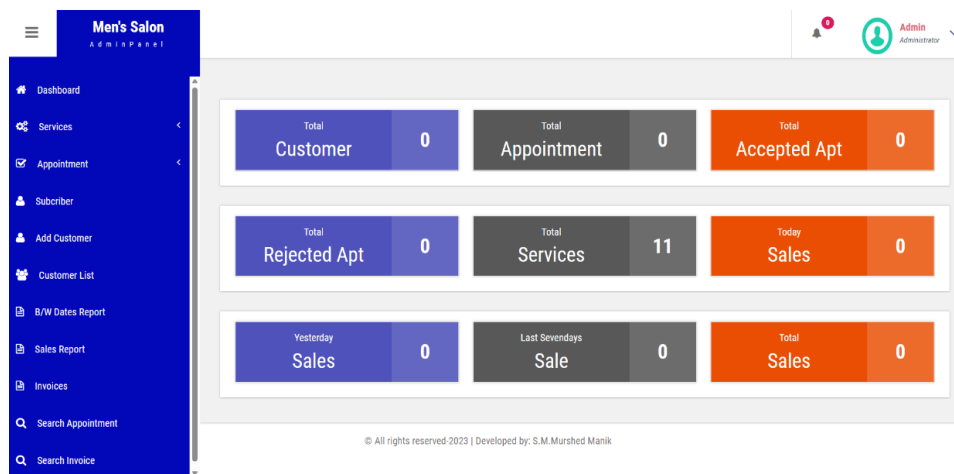 Men's Salon
AdminPanel
0
Admin
Administrator
Dashboard
Services
Appointment
Subcriber
Add Customer
Customer List
B/W Dates Report
Sales Report
Invoices
Search Appointment
Search Invoice
Total
Customer
0
Total
Appointment
0
Total
Accepted Apt
0
Total
Rejected Apt
0
Total
Services
11
Today
Sales
0
Yesterday
Sales
0
Last Sevendays
Sale
0
Total
Sales
0
© All rights reserved-2023 | Developed by: S.M.Murshed Manik